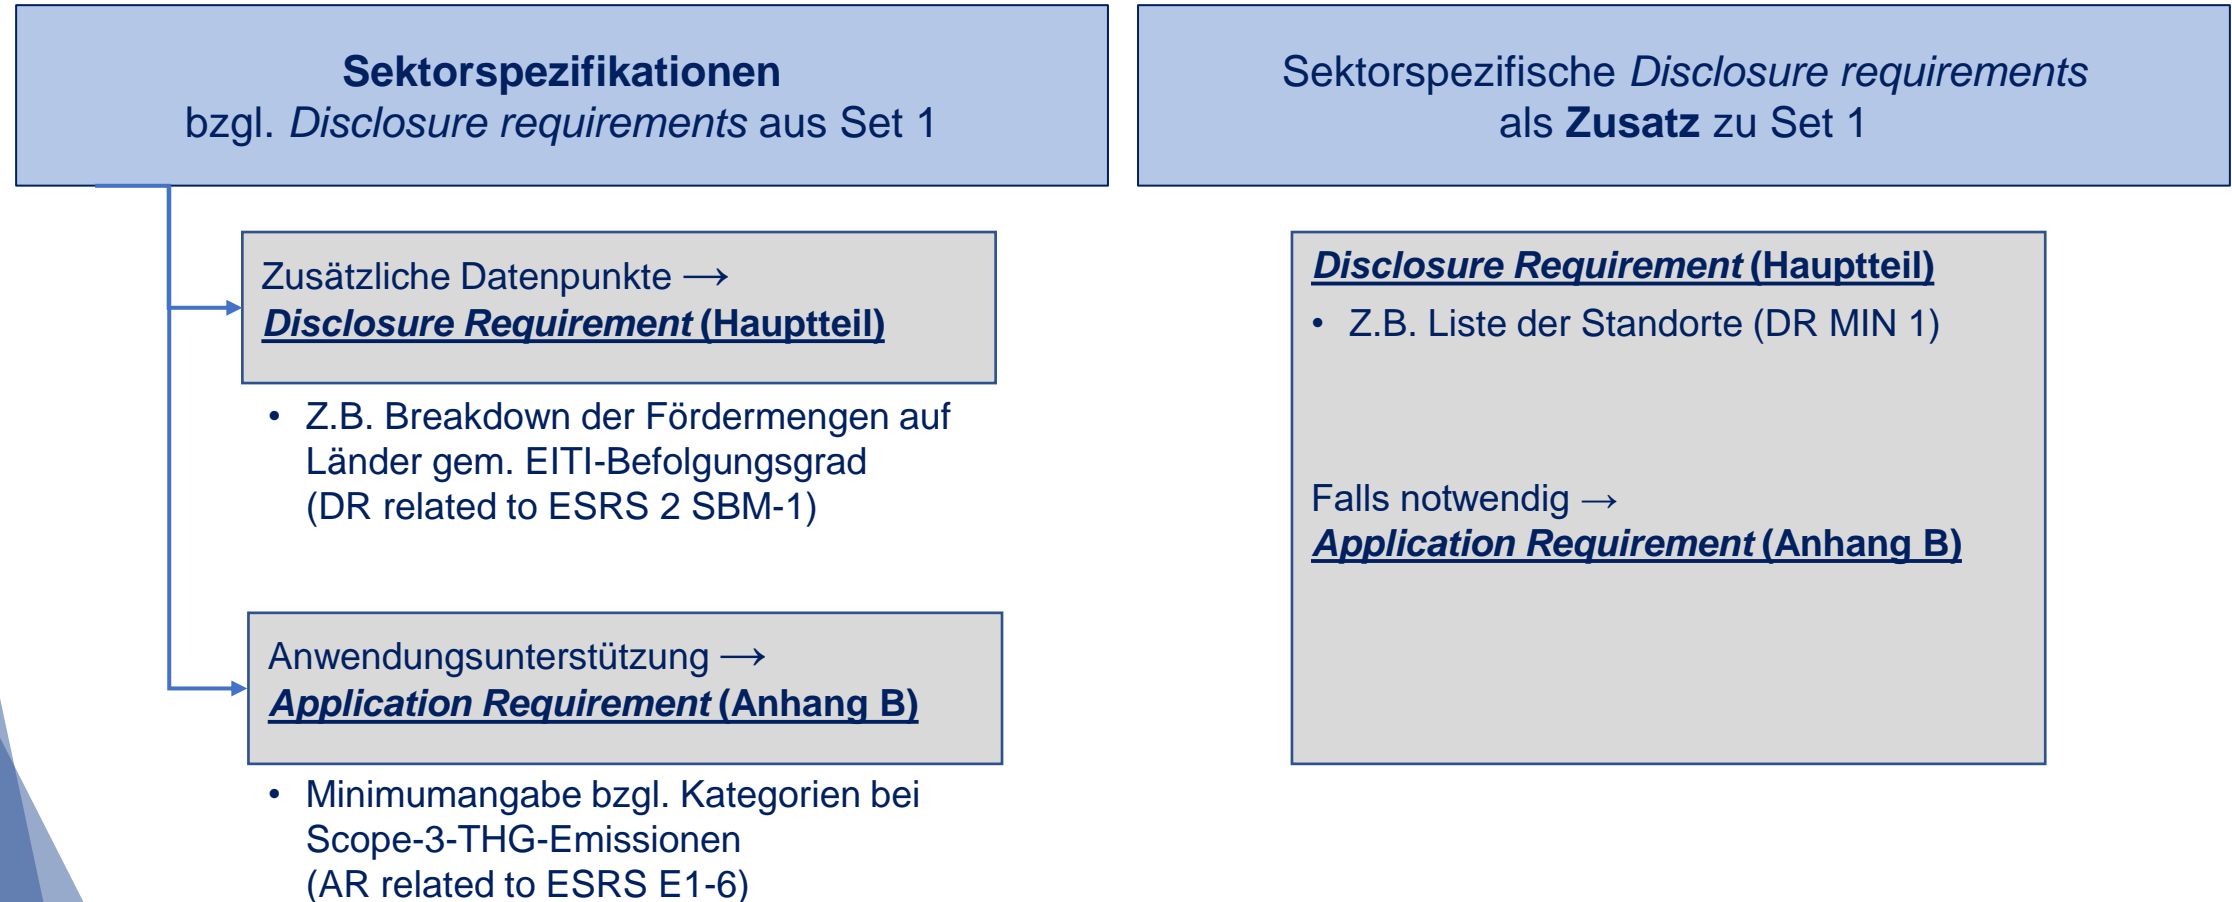 Sektorspezifikationen
bzgl. Disclosure requirements aus Set 1
Sektorspezifische Disclosure requirements
als Zusatz zu Set 1
Zusätzliche Datenpunkte →
Disclosure Requirement (Hauptteil)
• Z.B. Breakdown der Fördermengen auf
Länder gem. EITI-Befolgungsgrad
(DR related to ESRS 2 SBM-1)
Anwendungsunterstützung →
Application Requirement (Anhang B)
• Minimumangabe bzgl. Kategorien bei
Scope-3-THG-Emissionen
(AR related to ESRS E1-6)
Disclosure Requirement (Hauptteil)
• Z.B. Liste der Standorte (DR MIN 1)
Falls notwendig →
Application Requirement (Anhang B)